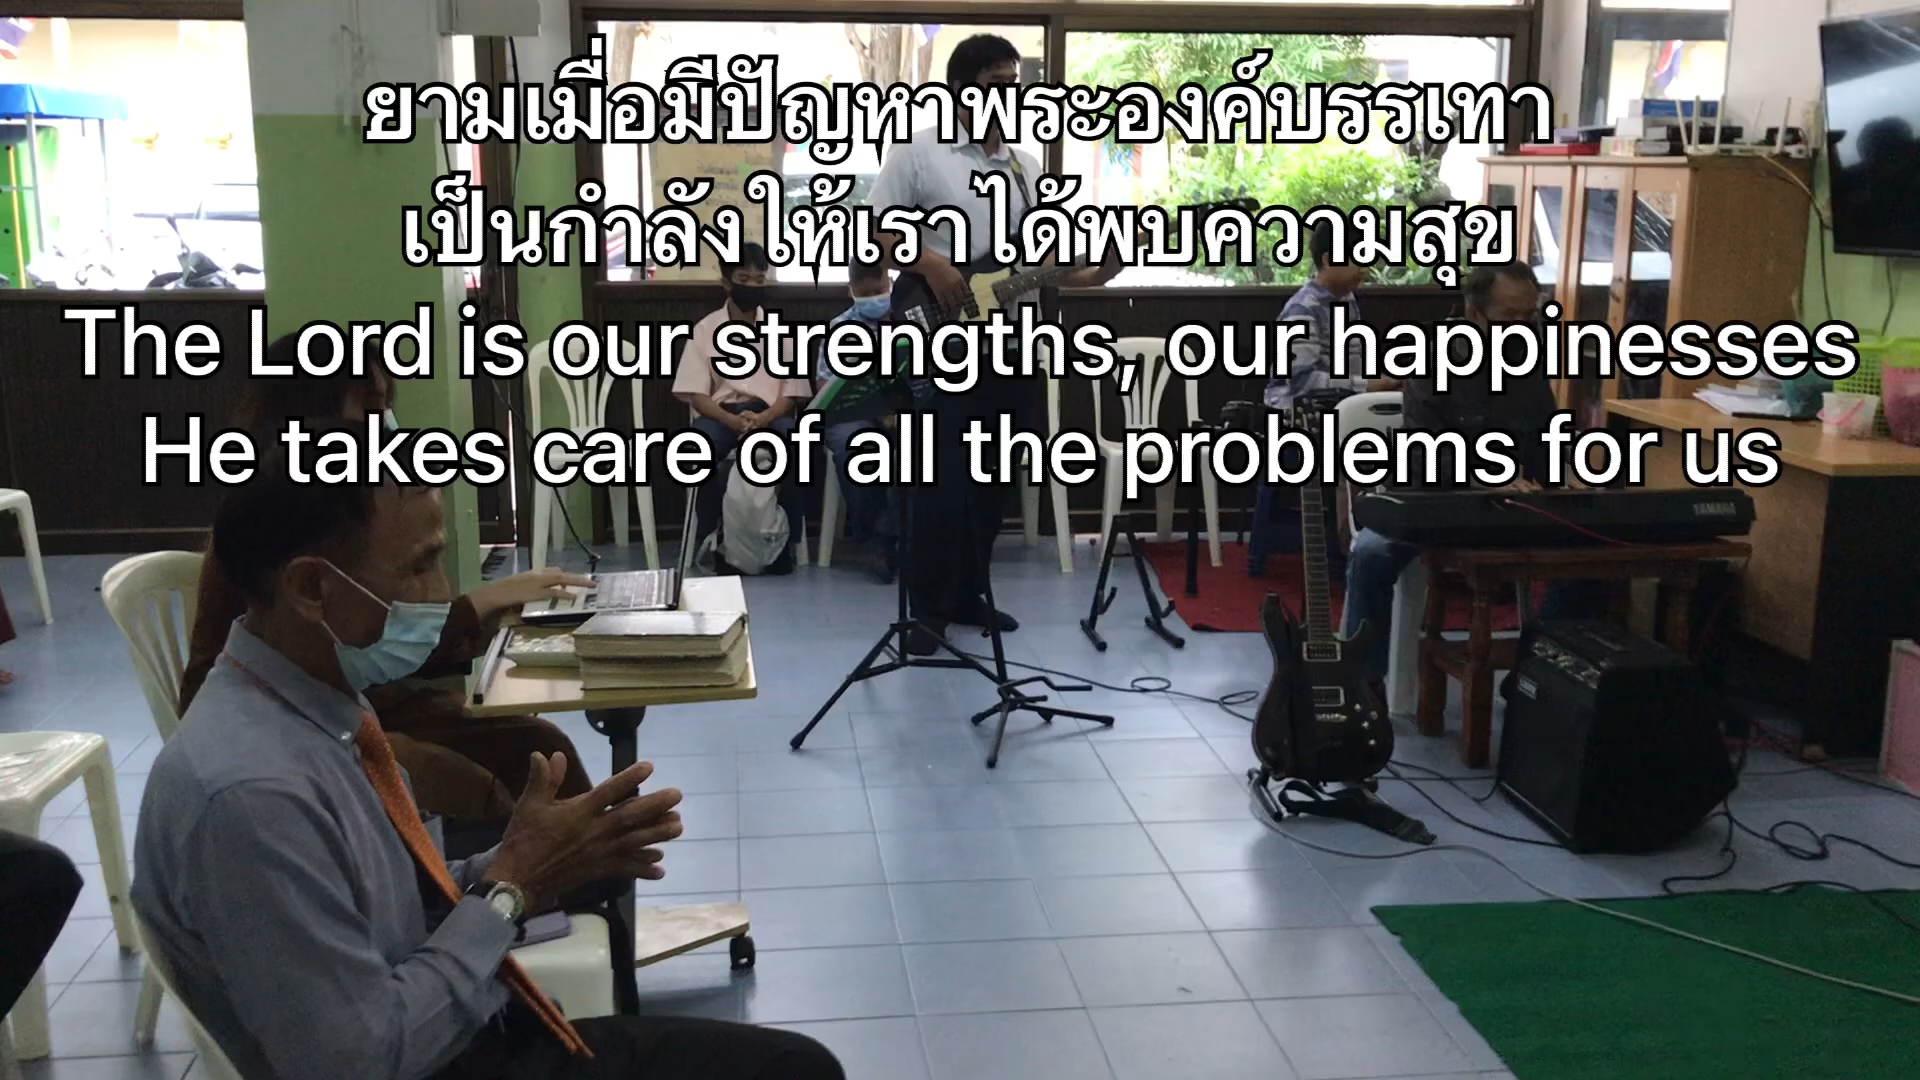 ยามเมื่อมีปัญหาพระองค์บรรเทา
เป็นกำลังให้เราได้พบความสุข
The Lord is our strengths, our happinesses
He takes care of all the problems for us
YAMAHA